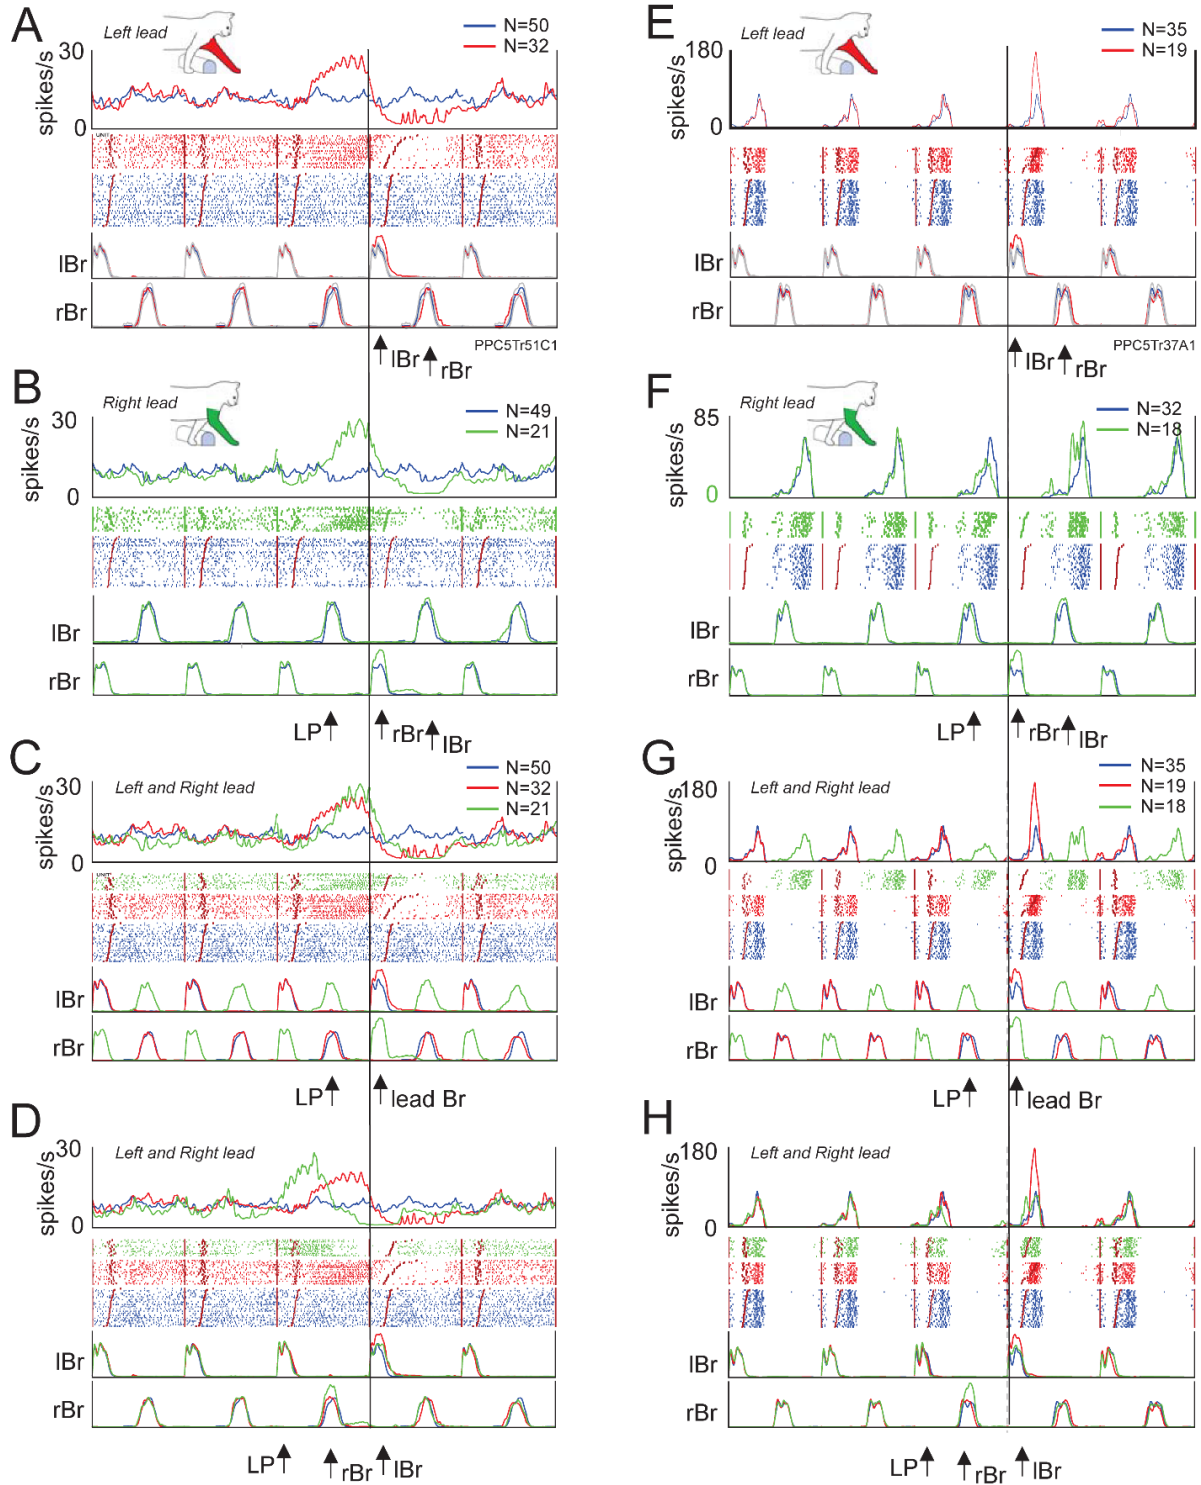 A
Left lead
N=50
N=32
30
spikes/s
0
UNIT
lBr
rBr
PPC5Tr51C1
lBr
rBr
B
Right lead
N=49
N=21
30
spikes/s
0
lBr
rBr
LP
rBr
lBr
C
Left and Right lead
N=50
N=32
N=21
30
spikes/s
0
UNIT
lBr
rBr
LP
lead Br
D
Left and Right lead
30
spikes/s
0
lBr
rBr
LP
rBr
lBr
E
Left lead
N=35
N=19
180
spikes/s
0
lBr
rBr
PPC5Tr37A1
lBr
rBr
F
Right lead
N=32
N=18
85
spikes/s
0
lBr
rBr
LP
rBr
lBr
G
Left and Right lead
N=35
N=19
N=18
180
spikes/s
0
lBr
rBr
LP
lead Br
H
Left and Right lead
180
spikes/s
0
lBr
rBr
LP
rBr
lBr